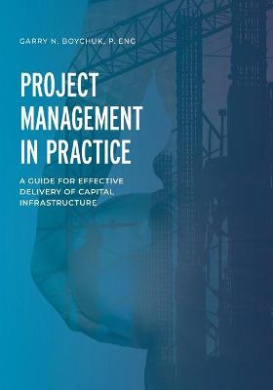 GARRY N. BOYCHUK, P. ENG
PROJECT
MANAGEMENT
IN PRACTICE
A GUIDE FOR EFFECTIVE
DELIVERY OF CAPITAL
INFRASTRUCTURE